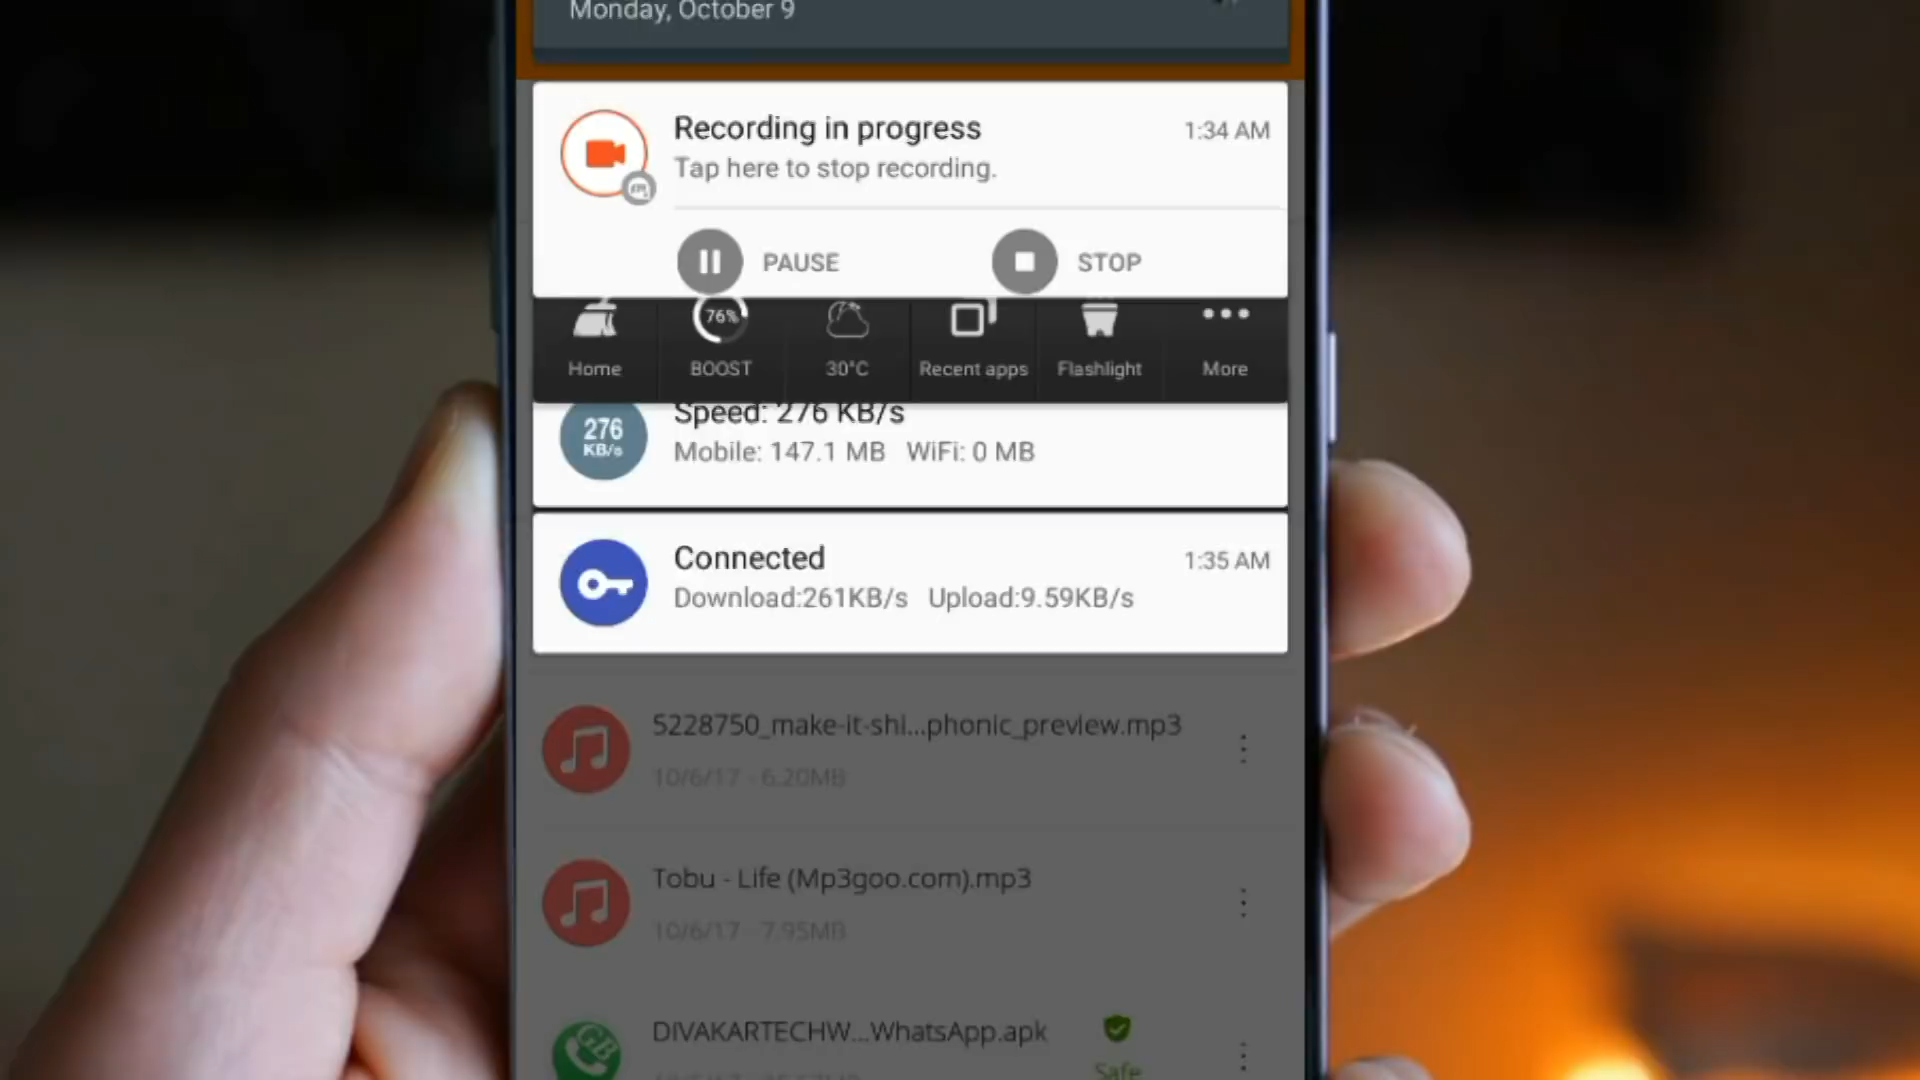 Monday, October 9
Recording in progress
1:34 AM
Tap here to stop recording.
PAUSE
STOP
76%
Home
BOOST
30°C
Recent apps
Flashlight
More
276
KB/s
Speed: 276 KB/s
Mobile: 147.1 MB WiFi: 0 MB
Connected
1:35 AM
Download:261KB/s Upload:9.59KB/s
5228750_make-it-shi...phonic_preview.mp3
10/6/17 - 6.20MB
Tobu - Life (Mp3goo.com).mp3
10/6/17 - 7.95MB
GB
DIVAKARTECHW...WhatsApp.apk
Safe